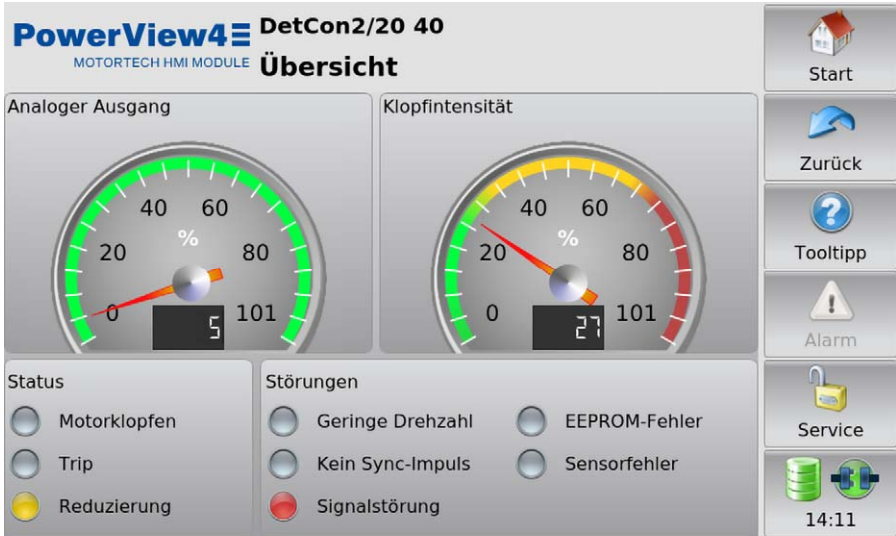 PowerView4
MOTORTECH HMI MODULE
DetCon2/20 40
Übersicht
Start
Zurück
Tooltipp
Alarm
Service
14:11
Analoger Ausgang
0
20
40
60
80
101
%
5
Klopfintensität
0
20
40
60
80
101
%
27
Status
Motorklopfen
Trip
Reduzierung
Störungen
Geringe Drehzahl
Kein Sync-Impuls
Signalstörung
EEPROM-Fehler
Sensorfehler